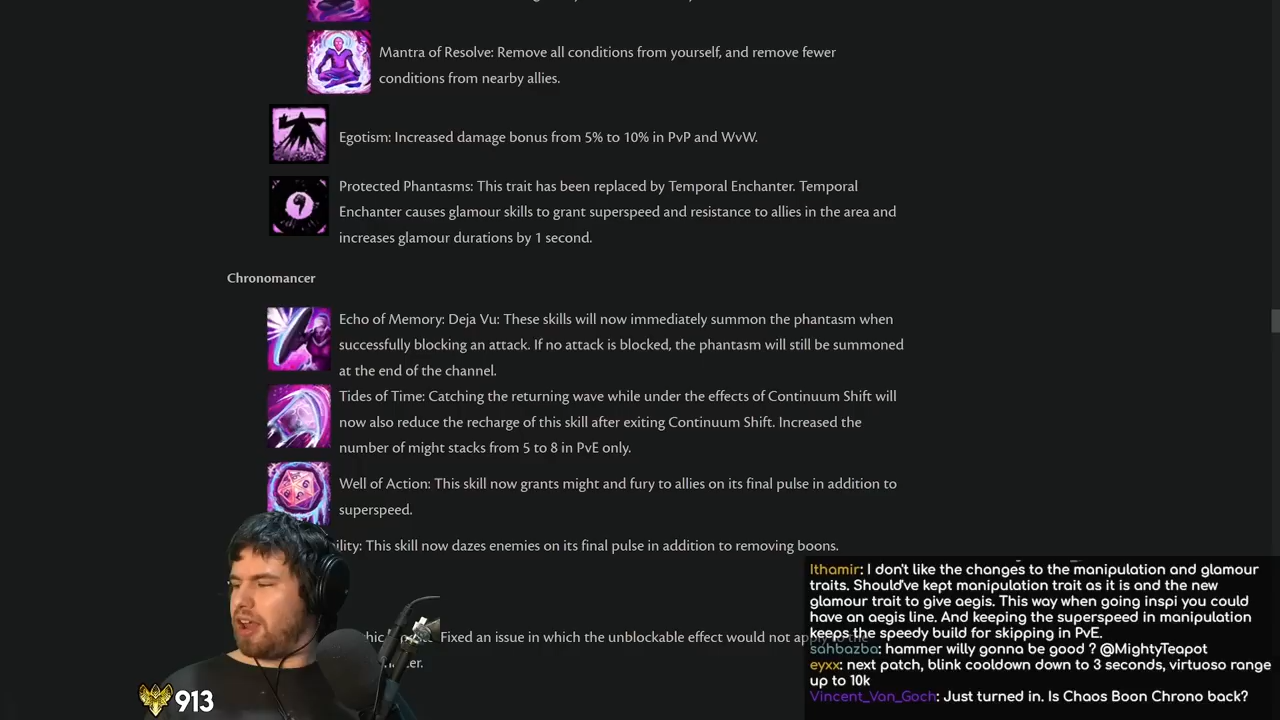 Mantra of Resolve: Remove all conditions from yourself, and remove fewer
conditions from nearby allies.
Egotism: Increased damage bonus from 5% to 10% in PvP and WvW.
Protected Phantasms: This trait has been replaced by Temporal Enchanter. Temporal
Enchanter causes glamour skills to grant superspeed and resistance to allies in the area and
increases glamour durations by 1 second.
Chronomancer
Echo of Memory: Deja Vu: These skills will now immediately summon the phantasm when
successfully blocking an attack. If no attack is blocked, the phantasm will still be summoned
at the end of the channel.
Tides of Time: Catching the returning wave while under the effects of Continuum Shift will
now also reduce the recharge of this skill after exiting Continuum Shift. Increased the
number of might stacks from 5 to 8 in PvE only.
Well of Action: This skill now grants might and fury to allies on its final pulse in addition to
superspeed.
ility: This skill now dazes enemies on its final pulse in addition to removing boons.
Fixed an issue in which the unblockable effect would not
Ithamir: I don't like the changes to the manipulation and glamour
traits. Should've kept manipulation trait as it is and the new
glamour trait to give aegis. This way when going inspi you could
have an aegis line. And keeping the superspeed in manipulation
keeps the speedy build for skipping in PvE.
sahbazba: hammer willy gonna be good ? @MightyTeapot
eyxx: next patch, blink cooldown down to 3 seconds, virtuoso range
up to 10k
Vincent_Van_Goch: Just turned in. Is Chaos Boon Chrono back?
913